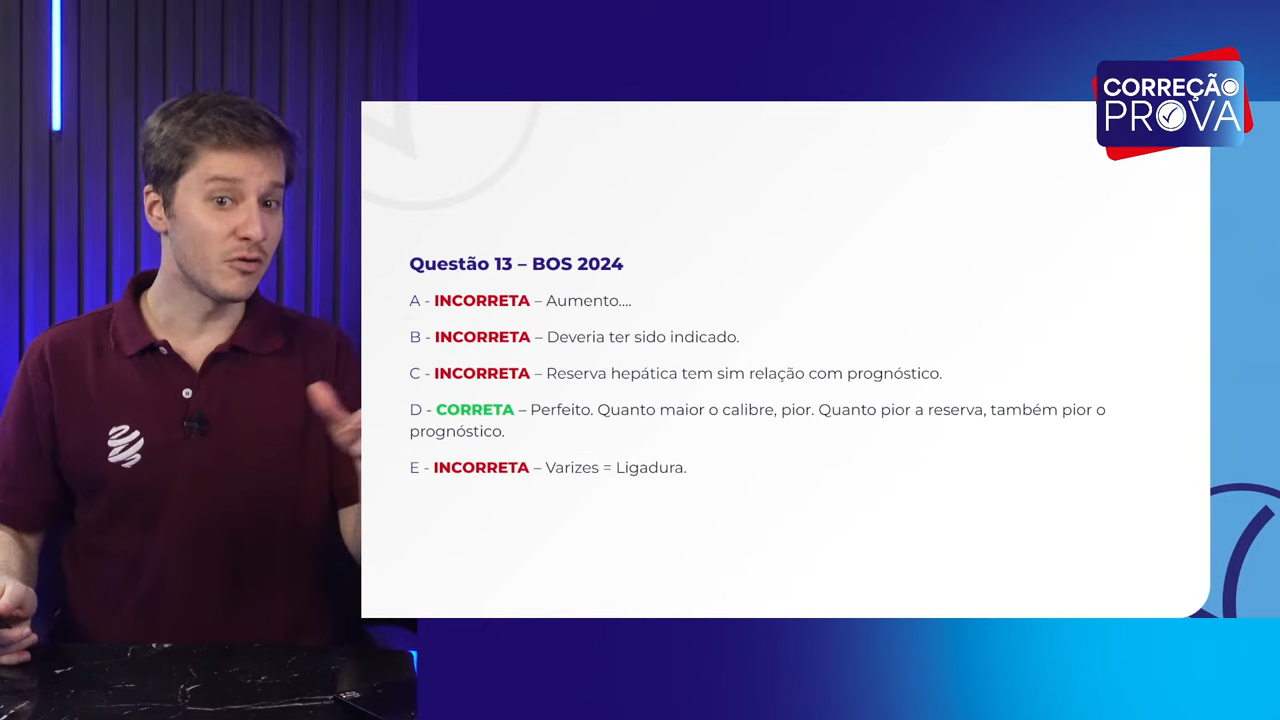 CORREÇÃO
PROVA
Questão 13 – BOS 2024
A - INCORRETA – Aumento....
B - INCORRETA – Deveria ter sido indicado.
C - INCORRETA – Reserva hepática tem sim relação com prognóstico.
D - CORRETA – Perfeito. Quanto maior o calibre, pior. Quanto pior a reserva, também pior o
prognóstico.
E - INCORRETA – Varizes = Ligadura.